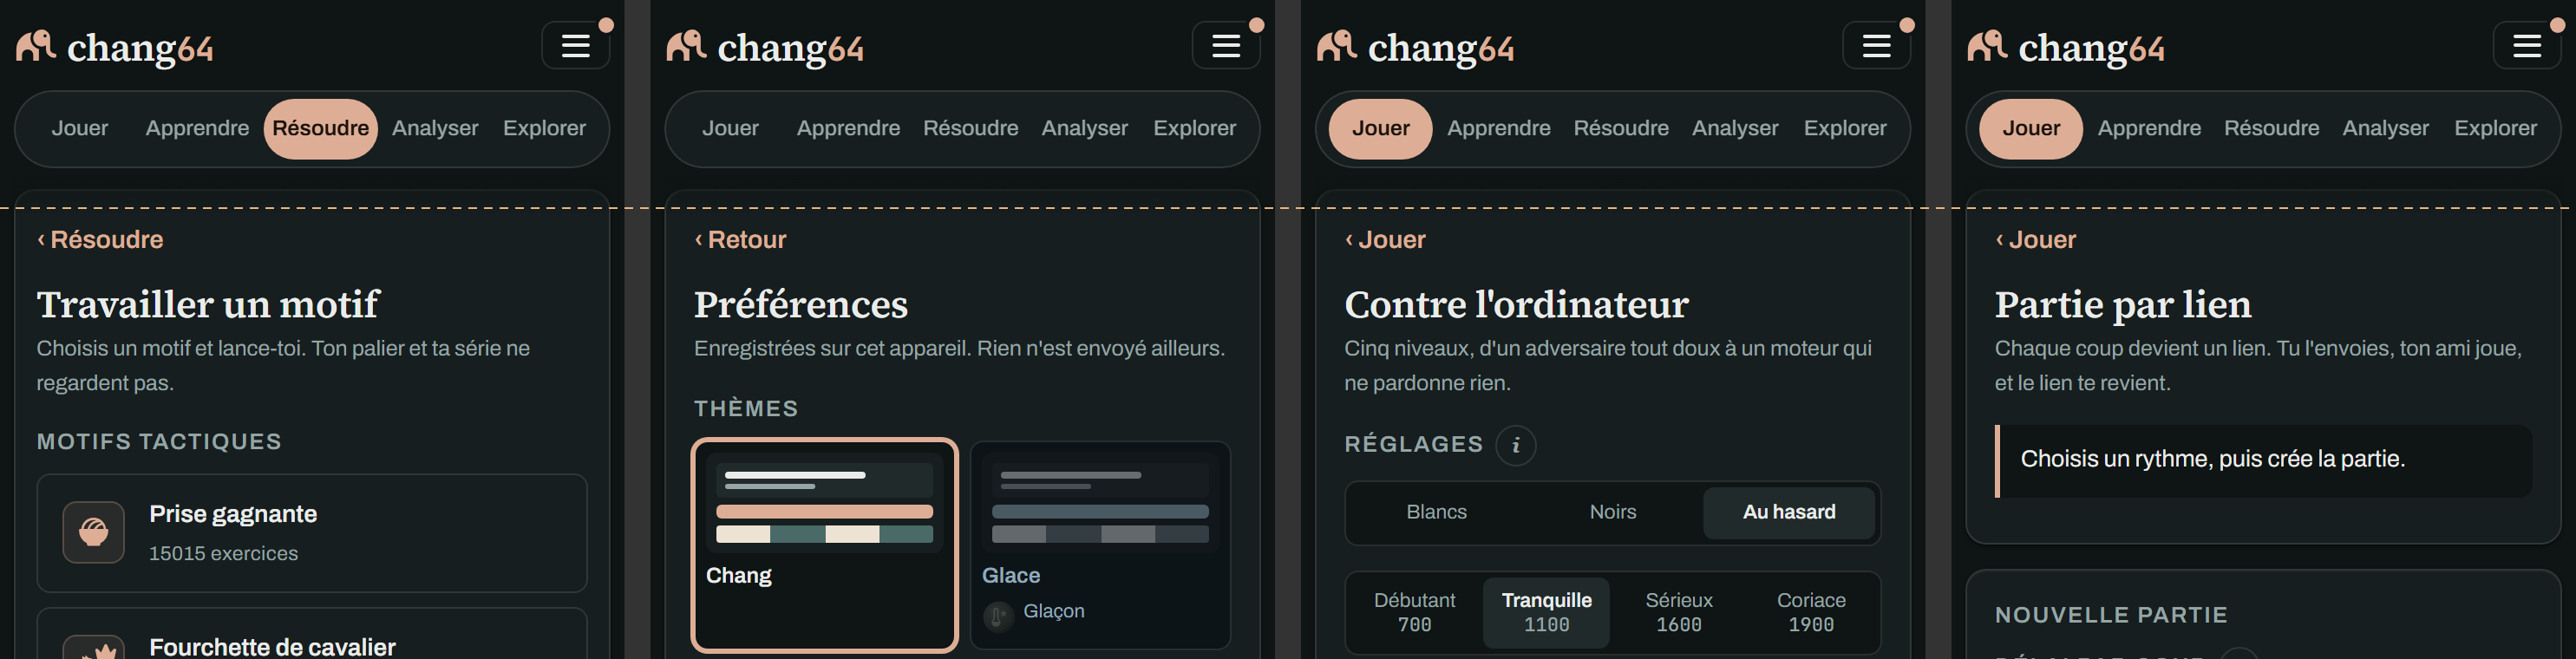 chang64
Jouer Apprendre Résoudre Analyser Explorer
‹ Résoudre
Travailler un motif
Choisis un motif et lance-toi. Ton palier et ta série ne
regardent pas.
MOTIFS TACTIQUES
Prise gagnante
15015 exercices
Fourchette de cavalier
chang64
Jouer Apprendre Résoudre Analyser Explorer
‹ Retour
Préférences
Enregistrées sur cet appareil. Rien n'est envoyé ailleurs.
THÈMES
Chang
Glace
Glaçon
chang64
Jouer Apprendre Résoudre Analyser Explorer
‹ Jouer
Contre l'ordinateur
Cinq niveaux, d'un adversaire tout doux à un moteur qui
ne pardonne rien.
RÉGLAGES i
Blancs Noirs Au hasard
Débutant Tranquille Sérieux Coriace
700 1100 1600 1900
chang64
Jouer Apprendre Résoudre Analyser Explorer
‹ Jouer
Partie par lien
Chaque coup devient un lien. Tu l'envoies, ton ami joue,
et le lien te revient.
Choisis un rythme, puis crée la partie.
NOUVELLE PARTIE